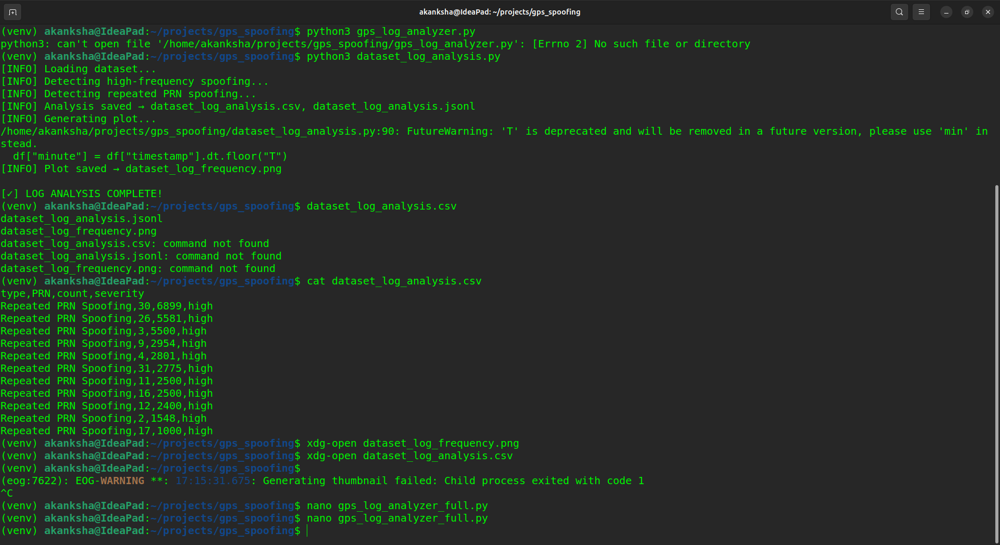 akanksha@IdeaPad: ~/projects/gps_spoofing
(venv) akanksha@IdeaPad:~/projects/gps_spoofing$ python3 gps_log_analyzer.py
python3: can't open file '/home/akanksha/projects/gps_spoofing/gps_log_analyzer.py': [Errno 2] No such file or directory
(venv) akanksha@IdeaPad:~/projects/gps_spoofing$ python3 dataset_log_analysis.py
[INFO] Loading dataset...
[INFO] Detecting high-frequency spoofing...
[INFO] Detecting repeated PRN spoofing...
[INFO] Analysis saved → dataset_log_analysis.csv, dataset_log_analysis.jsonl
[INFO] Generating plot...
/home/akanksha/projects/gps_spoofing/dataset_log_analysis.py:90: FutureWarning: 'T' is deprecated and will be removed in a future version, please use 'min' in
stead.
  df["minute"] = df["timestamp"].dt.floor("T")
[INFO] Plot saved → dataset_log_frequency.png
[✓] LOG ANALYSIS COMPLETE!
(venv) akanksha@IdeaPad:~/projects/gps_spoofing$ dataset_log_analysis.csv
dataset_log_analysis.jsonl
dataset_log_frequency.png
dataset_log_analysis.csv: command not found
dataset_log_analysis.jsonl: command not found
dataset_log_frequency.png: command not found
(venv) akanksha@IdeaPad:~/projects/gps_spoofing$ cat dataset_log_analysis.csv
type,PRN,count,severity
Repeated PRN Spoofing,30,6899,high
Repeated PRN Spoofing,26,5581,high
Repeated PRN Spoofing,3,5500,high
Repeated PRN Spoofing,9,2954,high
Repeated PRN Spoofing,4,2801,high
Repeated PRN Spoofing,31,2775,high
Repeated PRN Spoofing,11,2500,high
Repeated PRN Spoofing,16,2500,high
Repeated PRN Spoofing,12,2400,high
Repeated PRN Spoofing,2,1548,high
Repeated PRN Spoofing,17,1000,high
(venv) akanksha@IdeaPad:~/projects/gps_spoofing$ xdg-open dataset_log_frequency.png
(venv) akanksha@IdeaPad:~/projects/gps_spoofing$ xdg-open dataset_log_analysis.csv
(venv) akanksha@IdeaPad:~/projects/gps_spoofing$
(eog:7622): EOG-WARNING **: 17:15:31.675: Generating thumbnail failed: Child process exited with code 1
^C
(venv) akanksha@IdeaPad:~/projects/gps_spoofing$ nano gps_log_analyzer_full.py
(venv) akanksha@IdeaPad:~/projects/gps_spoofing$ nano gps_log_analyzer_full.py
(venv) akanksha@IdeaPad:~/projects/gps_spoofing$